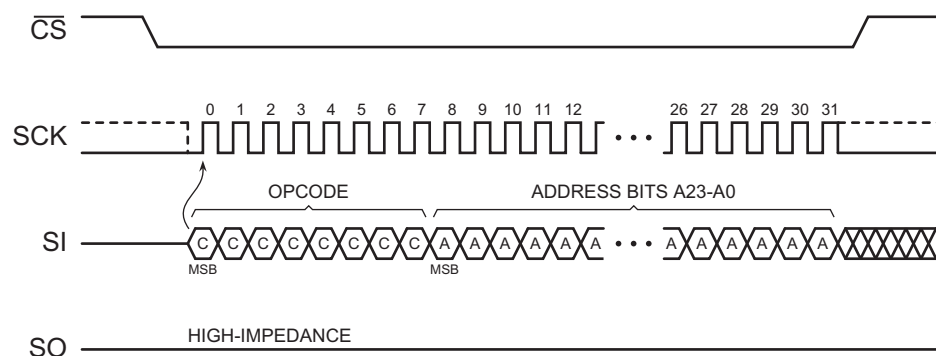 CS
SCK
0 1 2 3 4 5 6 7 8 9 10 11 12 26 27 28 29 30 31
OPCODE ADDRESS BITS A23-A0
SI
C C C C C C C C A A A A A A A A A A A A
MSB MSB
SO
HIGH-IMPEDANCE